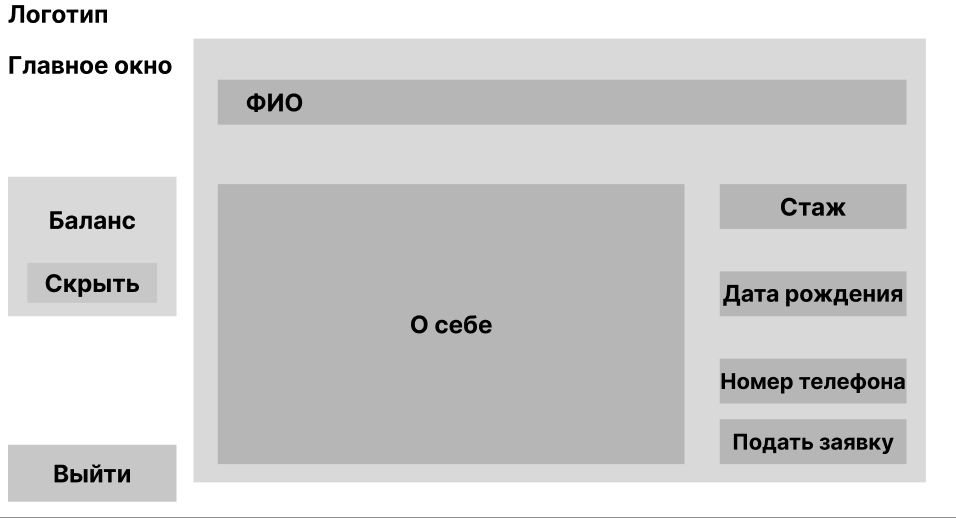 Логотип
Главное окно
Баланс
Скрыть
Выйти
ФИО
О себе
Стаж
Дата рождения
Номер телефона
Подать заявку